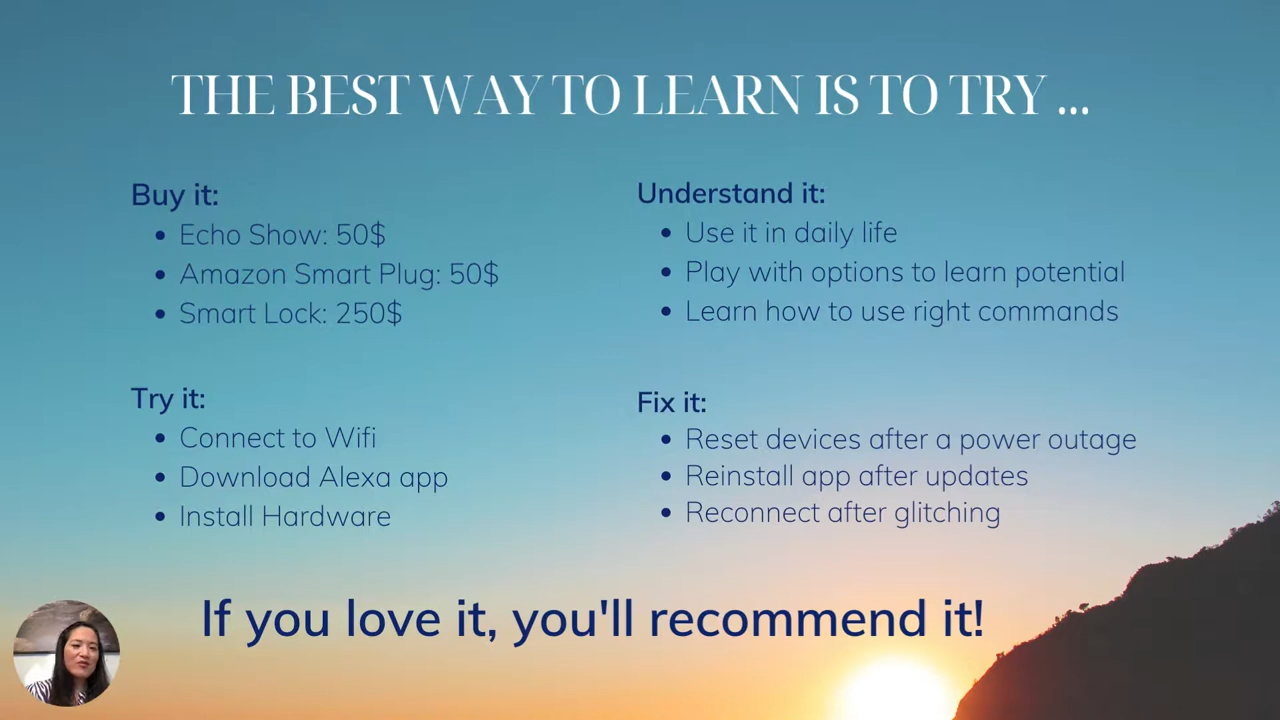 THE BEST WAY TO LEARN IS TO TRY ...
Buy it:
Echo Show: 50$
Amazon Smart Plug: 50$
Smart Lock: 250$
Try it:
Connect to Wifi
Download Alexa app
Install Hardware
Understand it:
Use it in daily life
Play with options to learn potential
Learn how to use right commands
Fix it:
Reset devices after a power outage
Reinstall app after updates
Reconnect after glitching
If you love it, you'll recommend it!